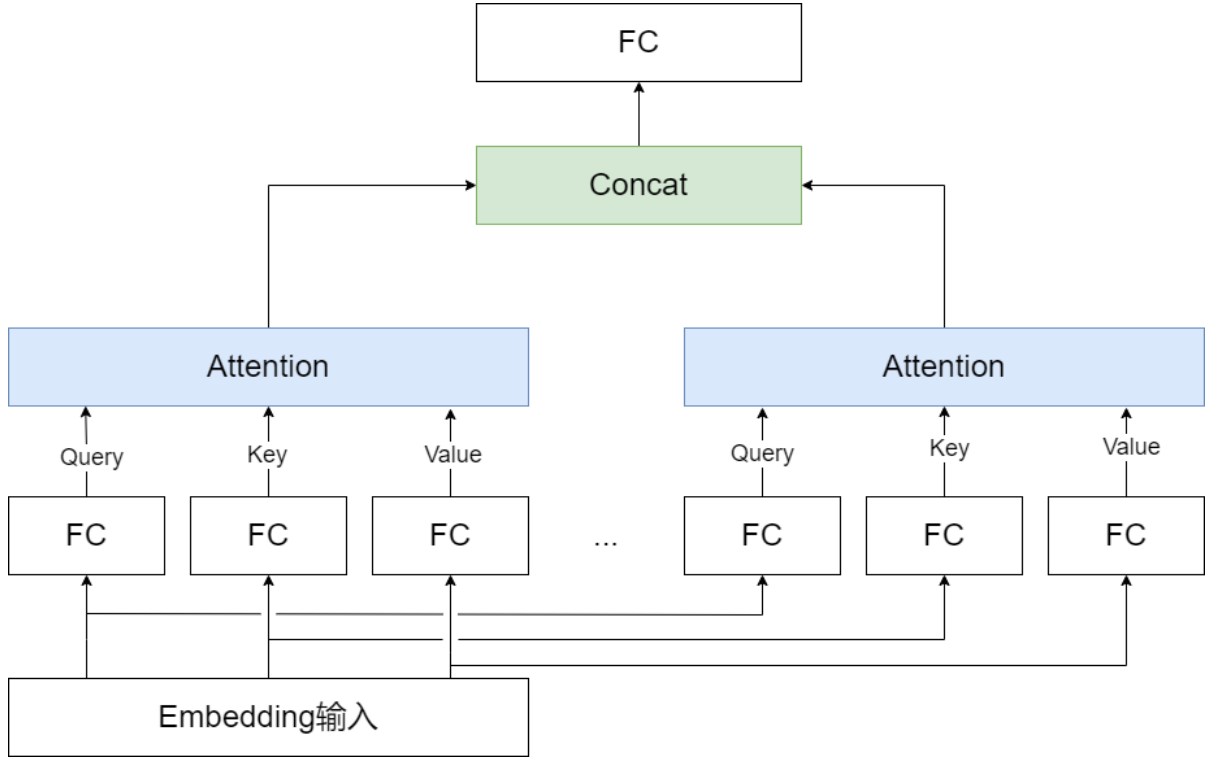 FC
Concat
Attention
Attention
Query
Key
Value
Query
Key
Value
FC
FC
FC
...
FC
FC
FC
Embedding输入